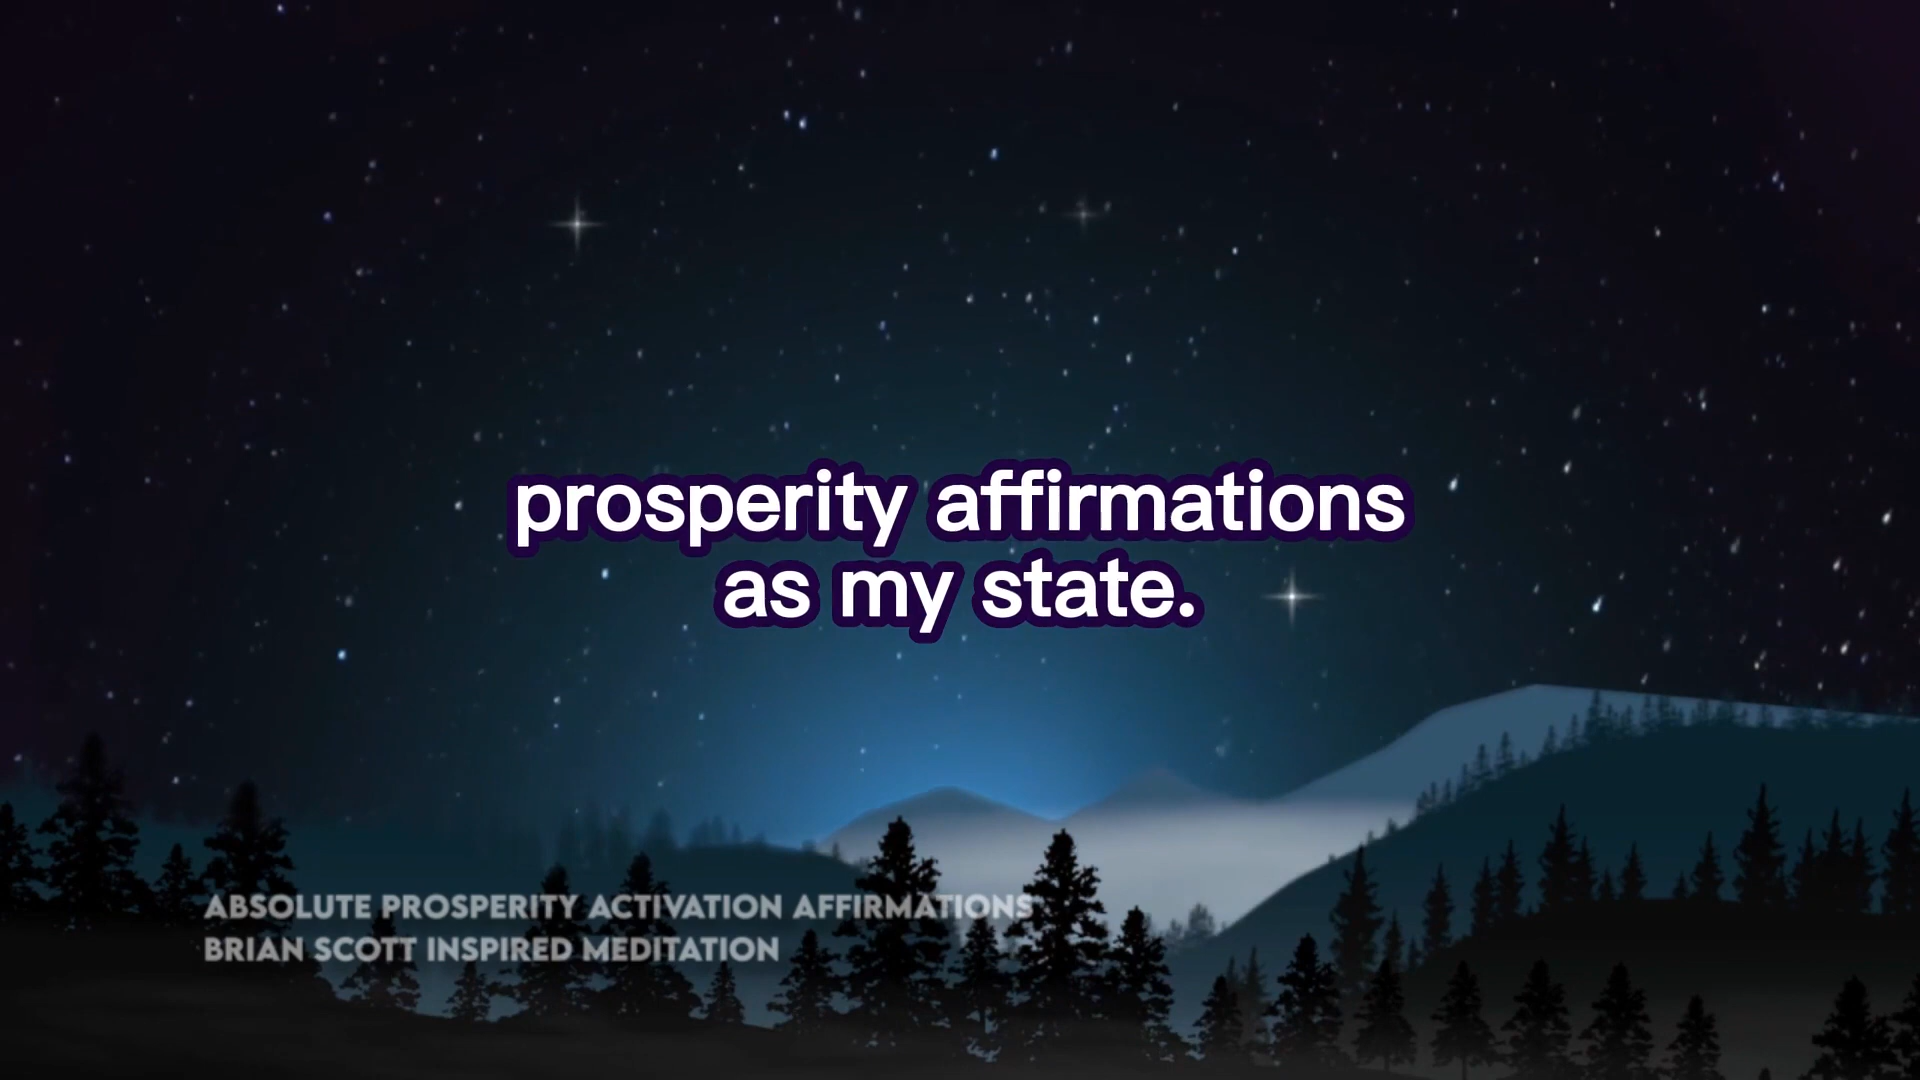 prosperity affirmations
as my state.
ABSOLUTE PROSPERITY ACTIVATION AFFIRMATIONS
BRIAN SCOTT INSPIRED MEDITATION